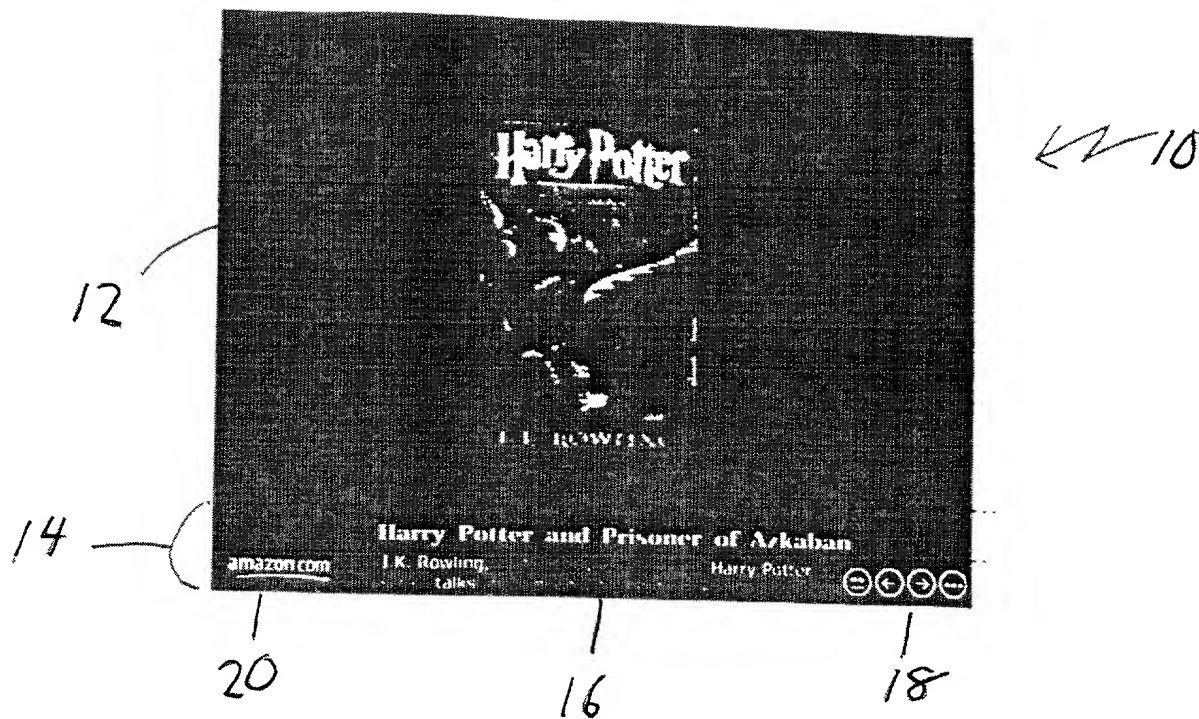 Harry Potter
10
12
J. K. ROWLING
14
Harry Potter and Prisoner of Azkaban
amazon.com
J.K. Rowling,
talks
Harry Potter
20
16
18